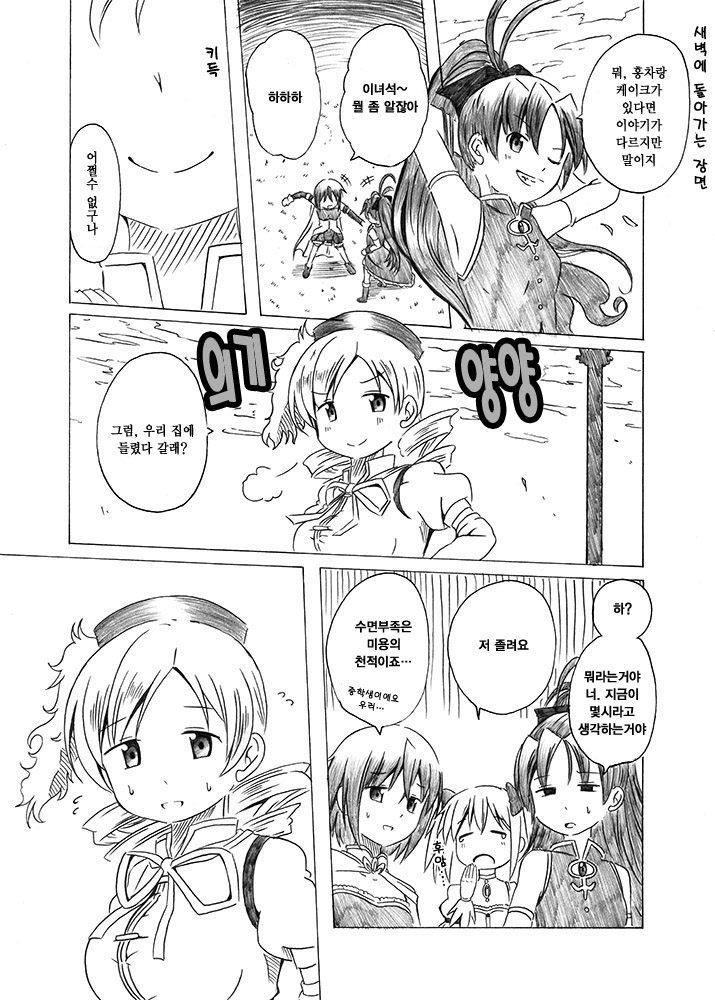 새벽에 돌아가는 장면
뭐, 홍차랑
케이크가
있다면
이야기가
다르지만
말이지
이녀석~
뭘 좀 알잖아
하하하
키득
어쩔수 없구나
의기
양양
그럼, 우리 집에
들렸다 갈래?
하?
뭐라는거야
너. 지금이
몇시라고
생각하는거야
저 졸려요
수면부족은
미용의
천적이죠…
중학생이에요
우리…
후얌…